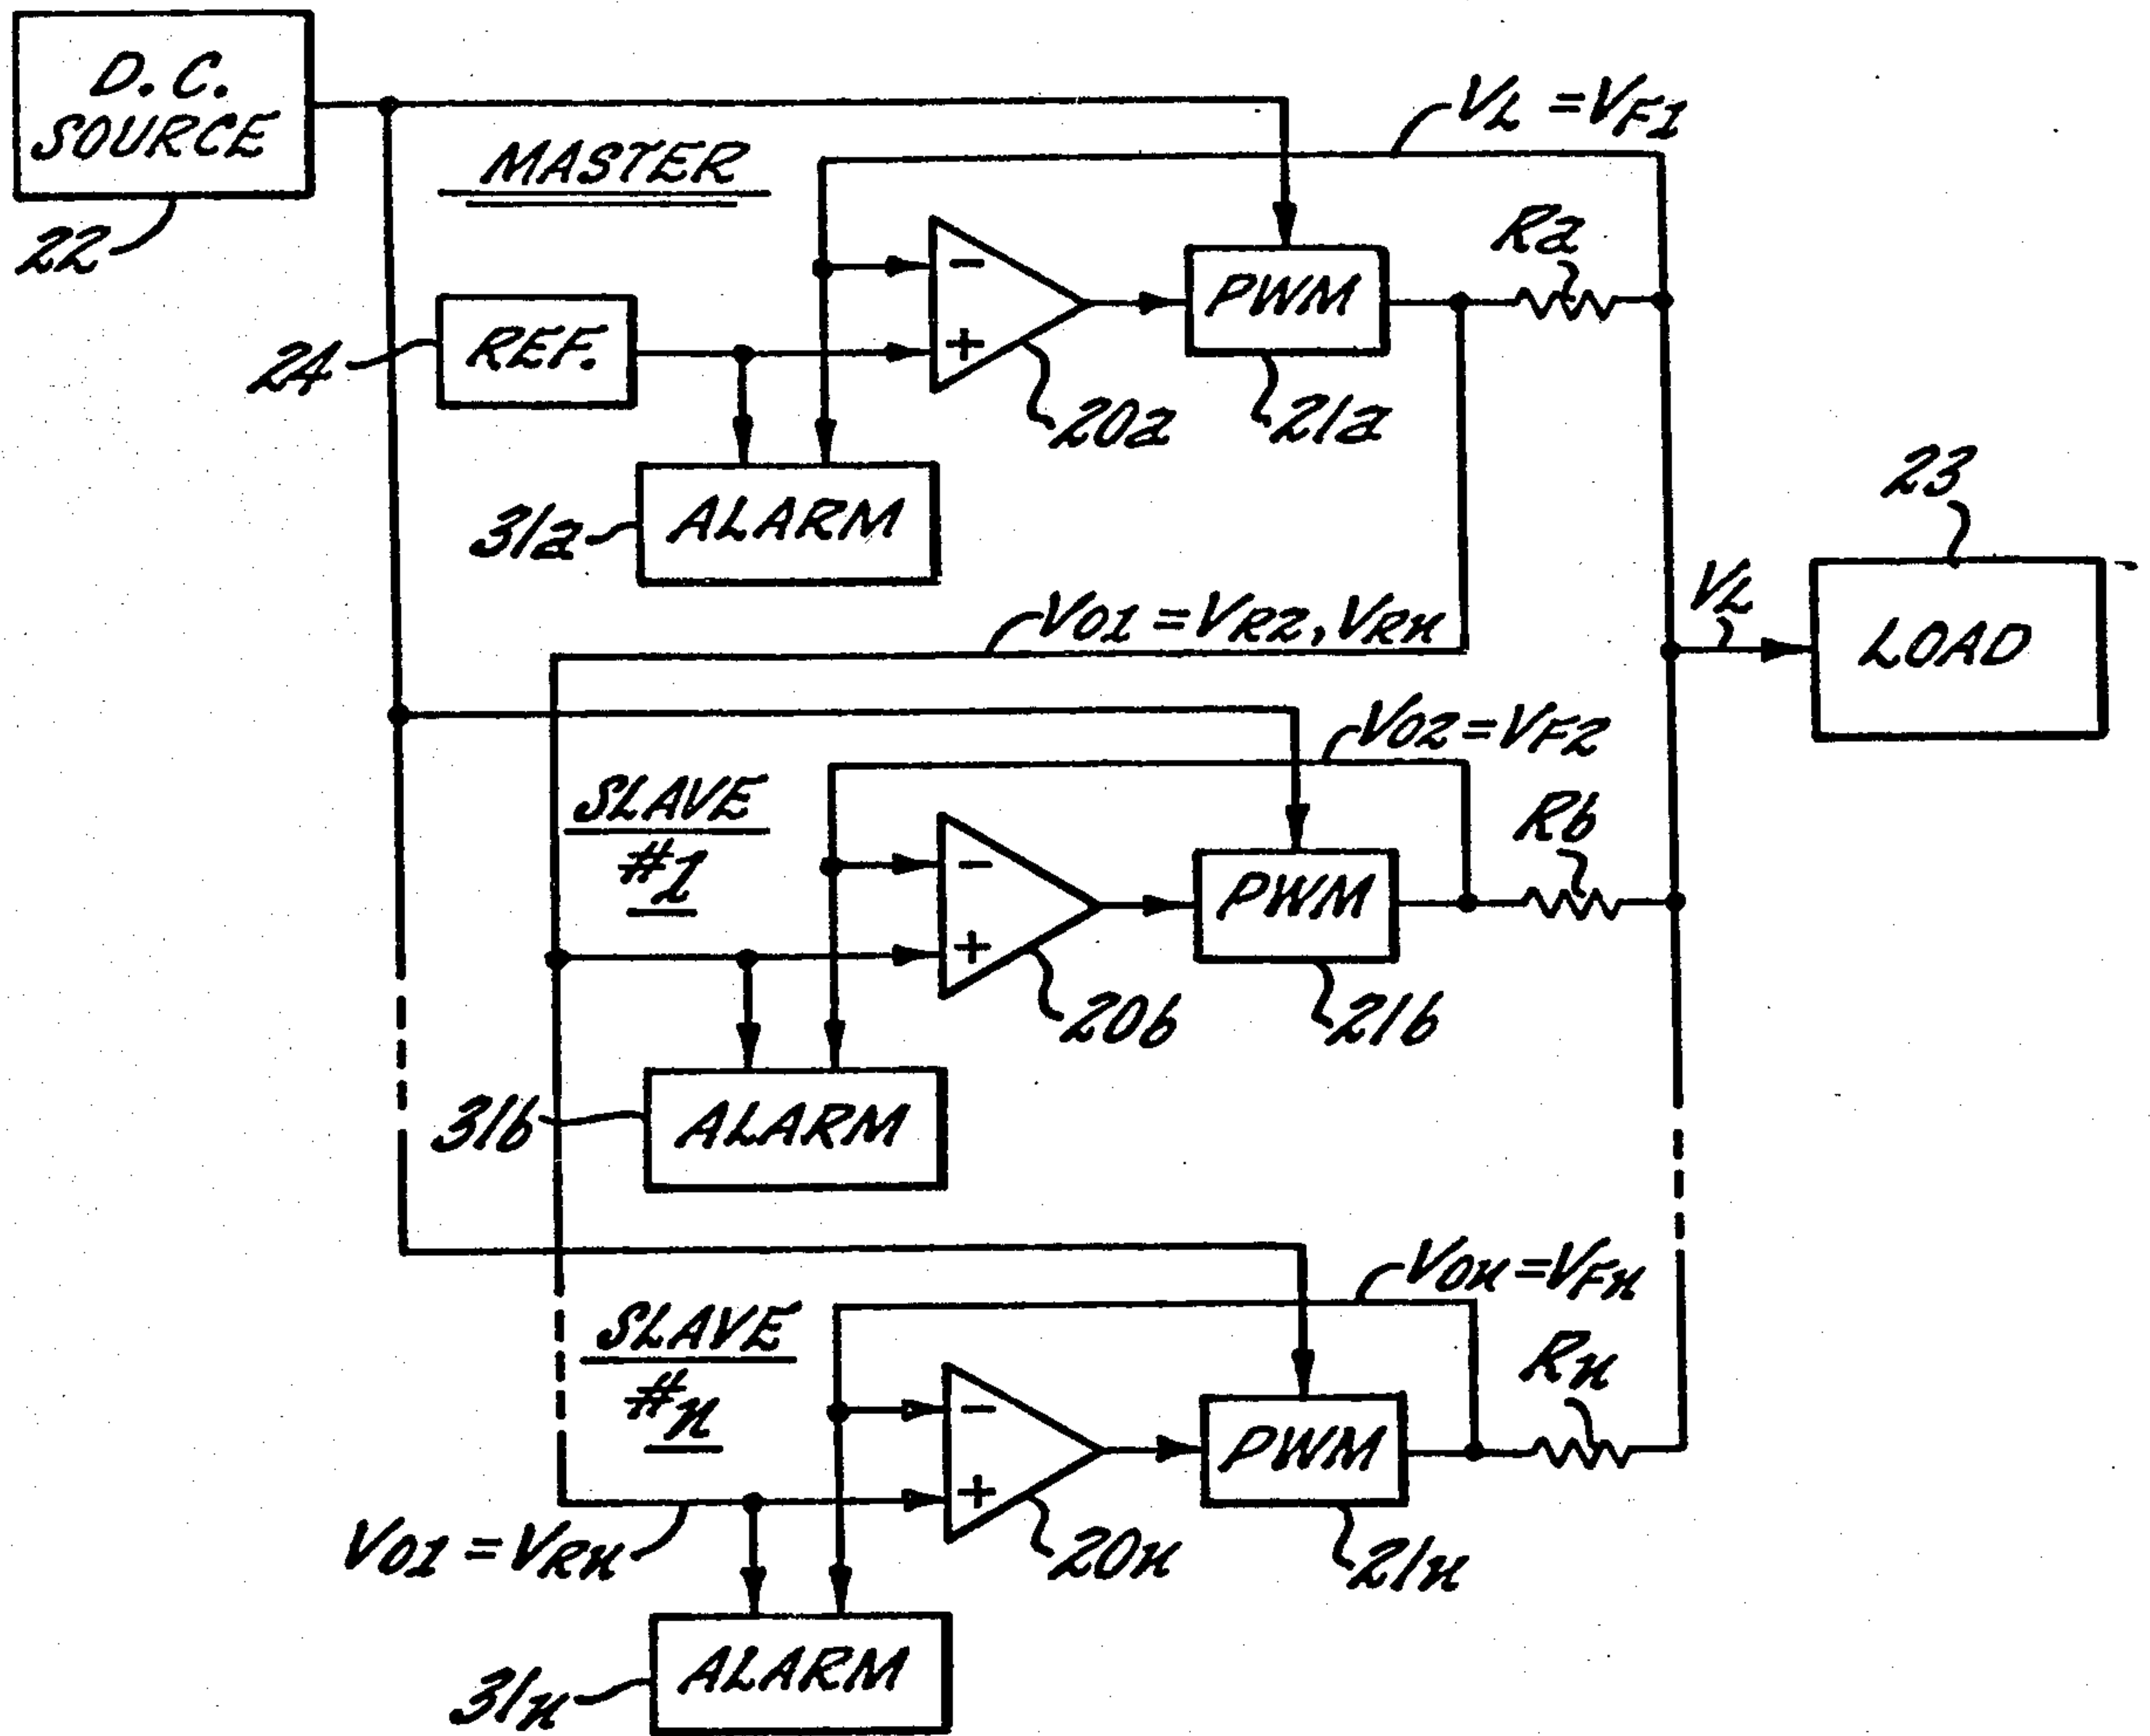 D.C.
SOURCE
22
MASTER
VL = VF1
Ra
REF.
24
PWM
20a
21a
ALARM
31a
23
VL
LOAD
V01 = VR2, VRn
V02 = VF2
SLAVE
#1
Rb
PWM
20b
21b
ALARM
31b
V0n = VFn
SLAVE
#n
Rn
PWM
V01 = VRn
20n
21n
ALARM
31n